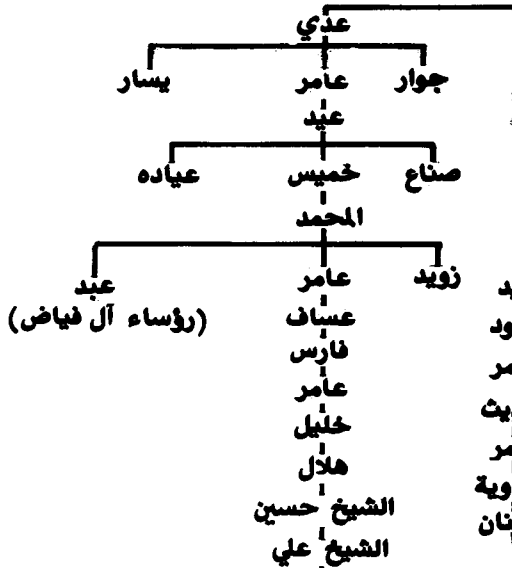 عدي
جوار عامر يسار
عيد
صناع خميس عياده
المحمد
زويد عامر عبد
عساف (رؤساء آل فياض)
فارس
عامر
خليل
هلال
الشيخ حسين
الشيخ علي